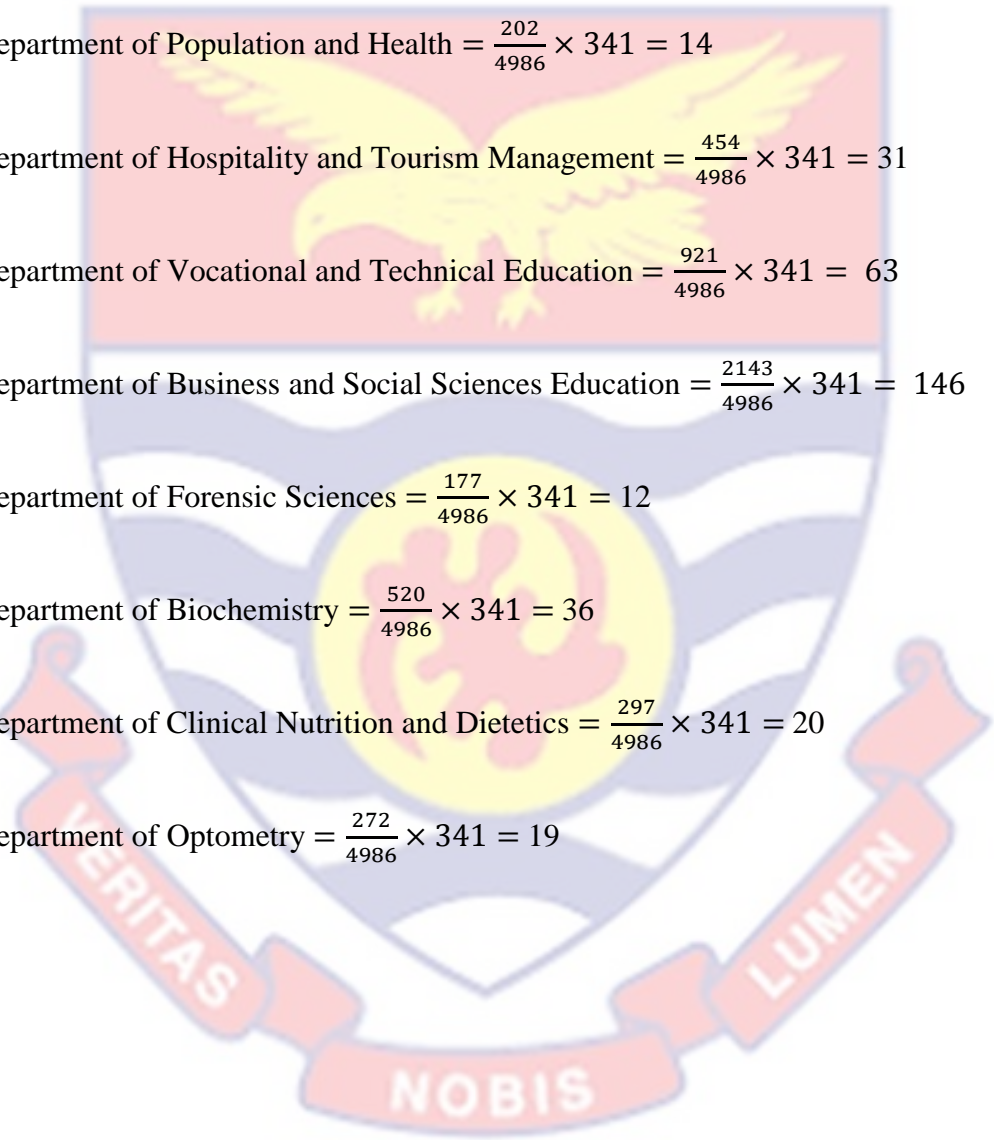 epartment of Population and Health = 202/4986 × 341 = 14
epartment of Hospitality and Tourism Management = 454/4986 × 341 = 31
epartment of Vocational and Technical Education = 921/4986 × 341 = 63
epartment of Business and Social Sciences Education = 2143/4986 × 341 = 146
epartment of Forensic Sciences = 177/4986 × 341 = 12
epartment of Biochemistry = 520/4986 × 341 = 36
epartment of Clinical Nutrition and Dietetics = 297/4986 × 341 = 20
epartment of Optometry = 272/4986 × 341 = 19
VERITAS
NOBIS
LUMEN